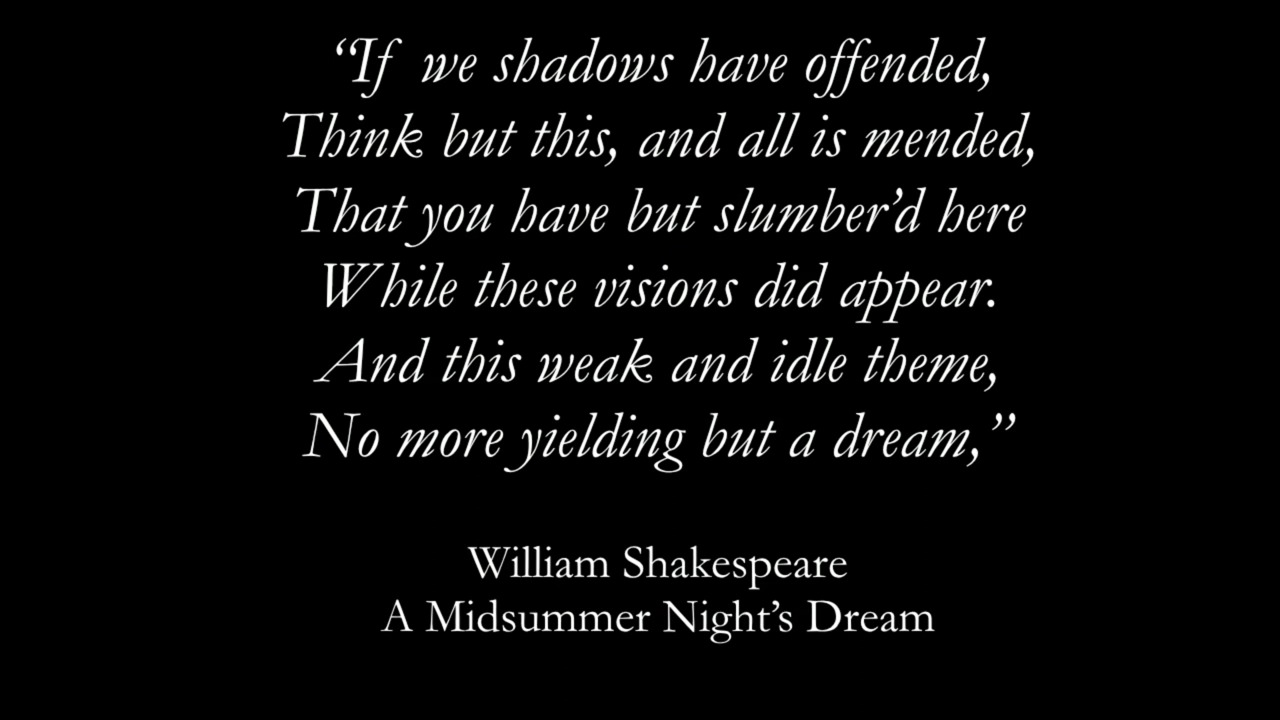 “If we shadows have offended,
Think but this, and all is mended,
That you have but slumber’d here
While these visions did appear.
And this weak and idle theme,
No more yielding but a dream,”
William Shakespeare
A Midsummer Night’s Dream